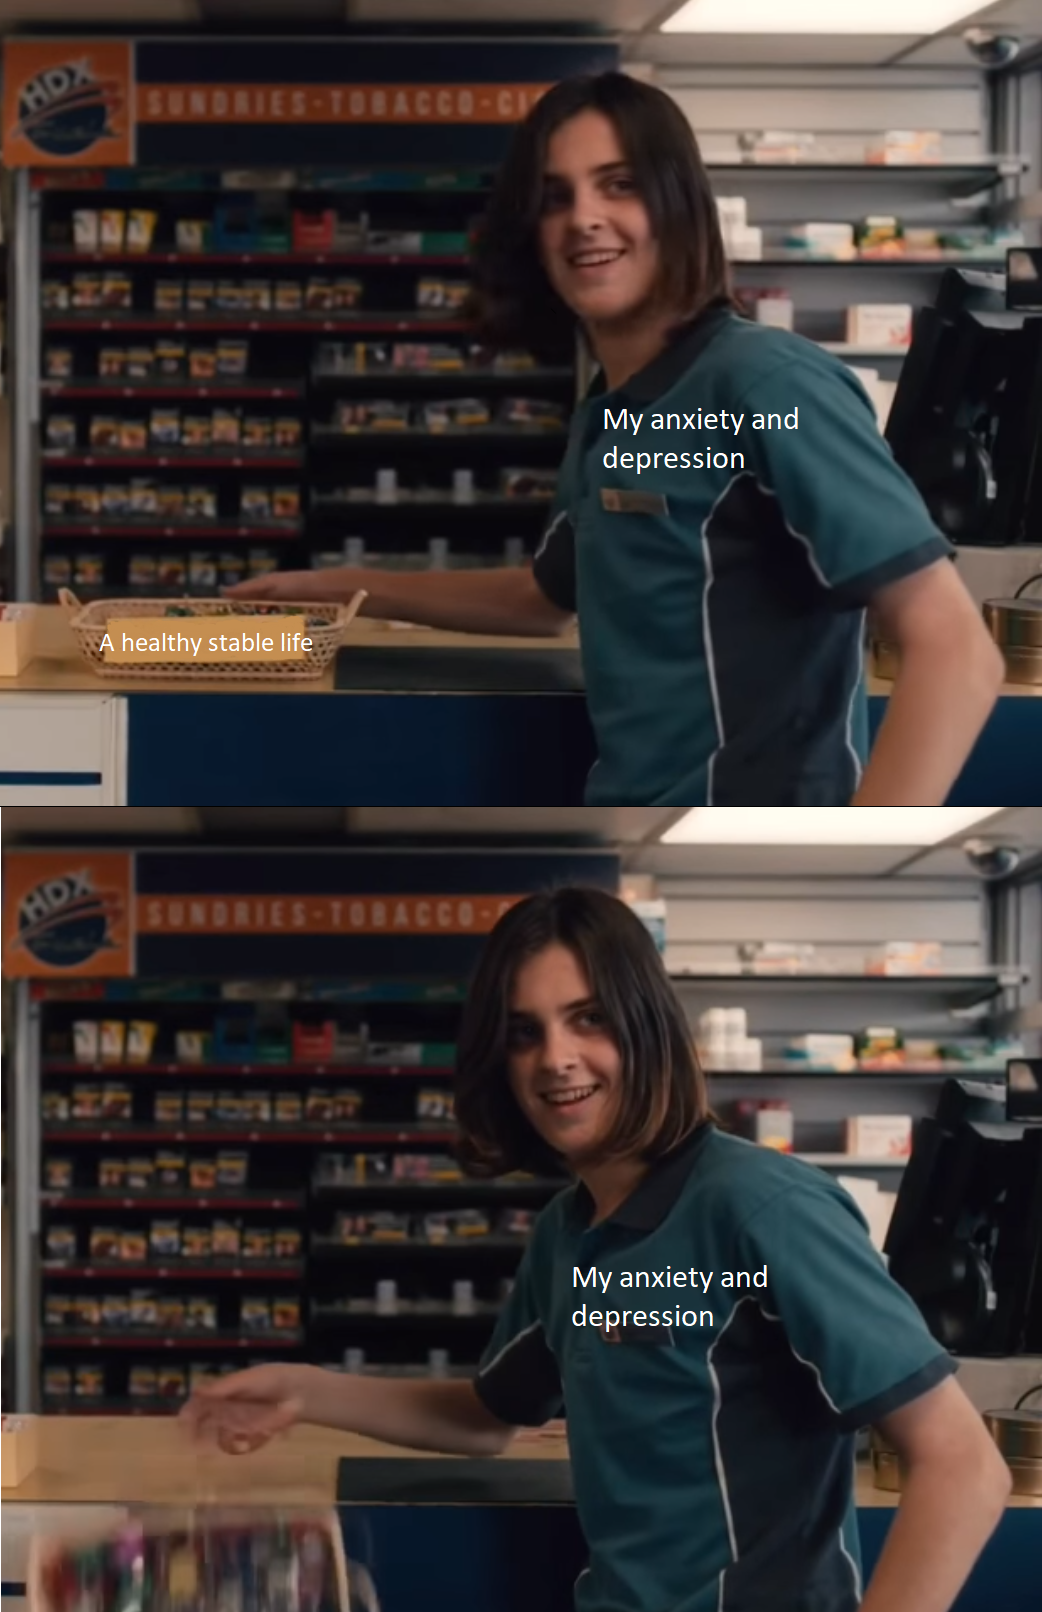 HDX
SUNDRIES-TOBACCO-CI
My anxiety and
depression
A healthy stable life
HDX
SUNDRIES-TOBACCO-
My anxiety and
depression